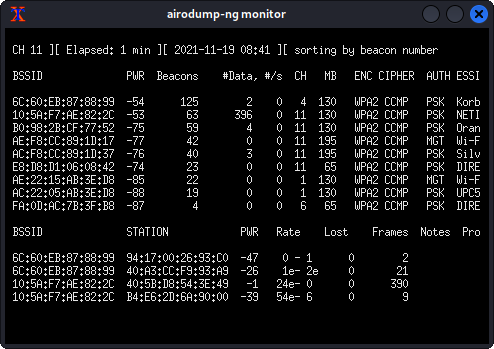 airodump-ng monitor
CH 11 ][ Elapsed: 1 min ][ 2021-11-19 08:41 ][ sorting by beacon number
BSSID PWR Beacons #Data, #/s CH MB ENC CIPHER AUTH ESSI
6C:60:EB:87:88:99 -54 125 2 0 4 130 WPA2 CCMP PSK Korb
10:5A:F7:AE:82:2C -53 63 396 0 11 130 WPA2 CCMP PSK NETI
B0:98:2B:CF:77:52 -75 59 4 0 11 130 WPA2 CCMP PSK Oran
AE:F8:CC:89:1D:17 -77 42 0 0 11 195 WPA2 CCMP MGT Wi-F
AC:F8:CC:89:1D:37 -76 40 3 0 11 195 WPA2 CCMP PSK Silv
E8:D8:D1:06:08:42 -74 23 0 0 11 65 WPA2 CCMP PSK DIRE
AE:22:15:AB:3E:D8 -85 22 0 0 1 130 WPA2 CCMP MGT Wi-F
AC:22:05:AB:3E:D8 -88 19 0 0 1 130 WPA2 CCMP PSK UPC5
FA:0D:AC:7B:3F:B8 -87 4 0 0 6 65 WPA2 CCMP PSK DIRE
BSSID STATION PWR Rate Lost Frames Notes Pro
6C:60:EB:87:88:99 94:17:00:26:93:C0 -47 0 - 1 0 2
6C:60:EB:87:88:99 40:A3:CC:F9:93:A9 -26 1e- 2e 0 21
10:5A:F7:AE:82:2C 40:5B:D8:54:3E:49 -1 24e- 0 0 390
10:5A:F7:AE:82:2C B4:E6:2D:6A:90:00 -39 54e- 6 0 9